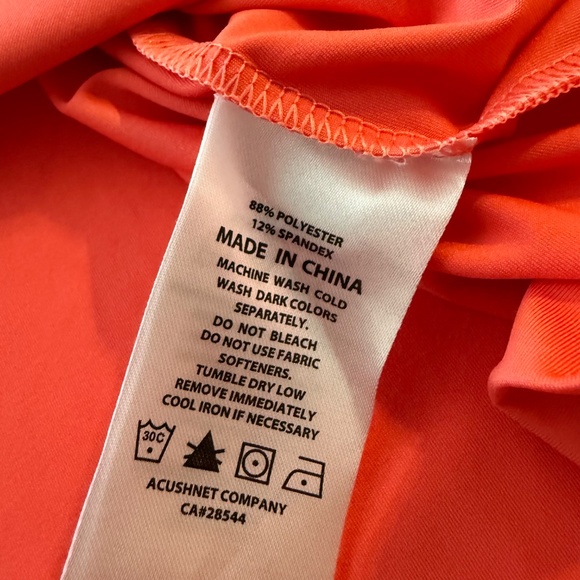 88% POLYESTER
12% SPANDEX
MADE IN CHINA
MACHINE WASH COLD
WASH DARK COLORS
SEPARATELY.
DO NOT BLEACH
DO NOT USE FABRIC
SOFTENERS.
TUMBLE DRY LOW
REMOVE IMMEDIATELY
COOL IRON IF NECESSARY
30C
ACUSHNET COMPANY
CA#28544